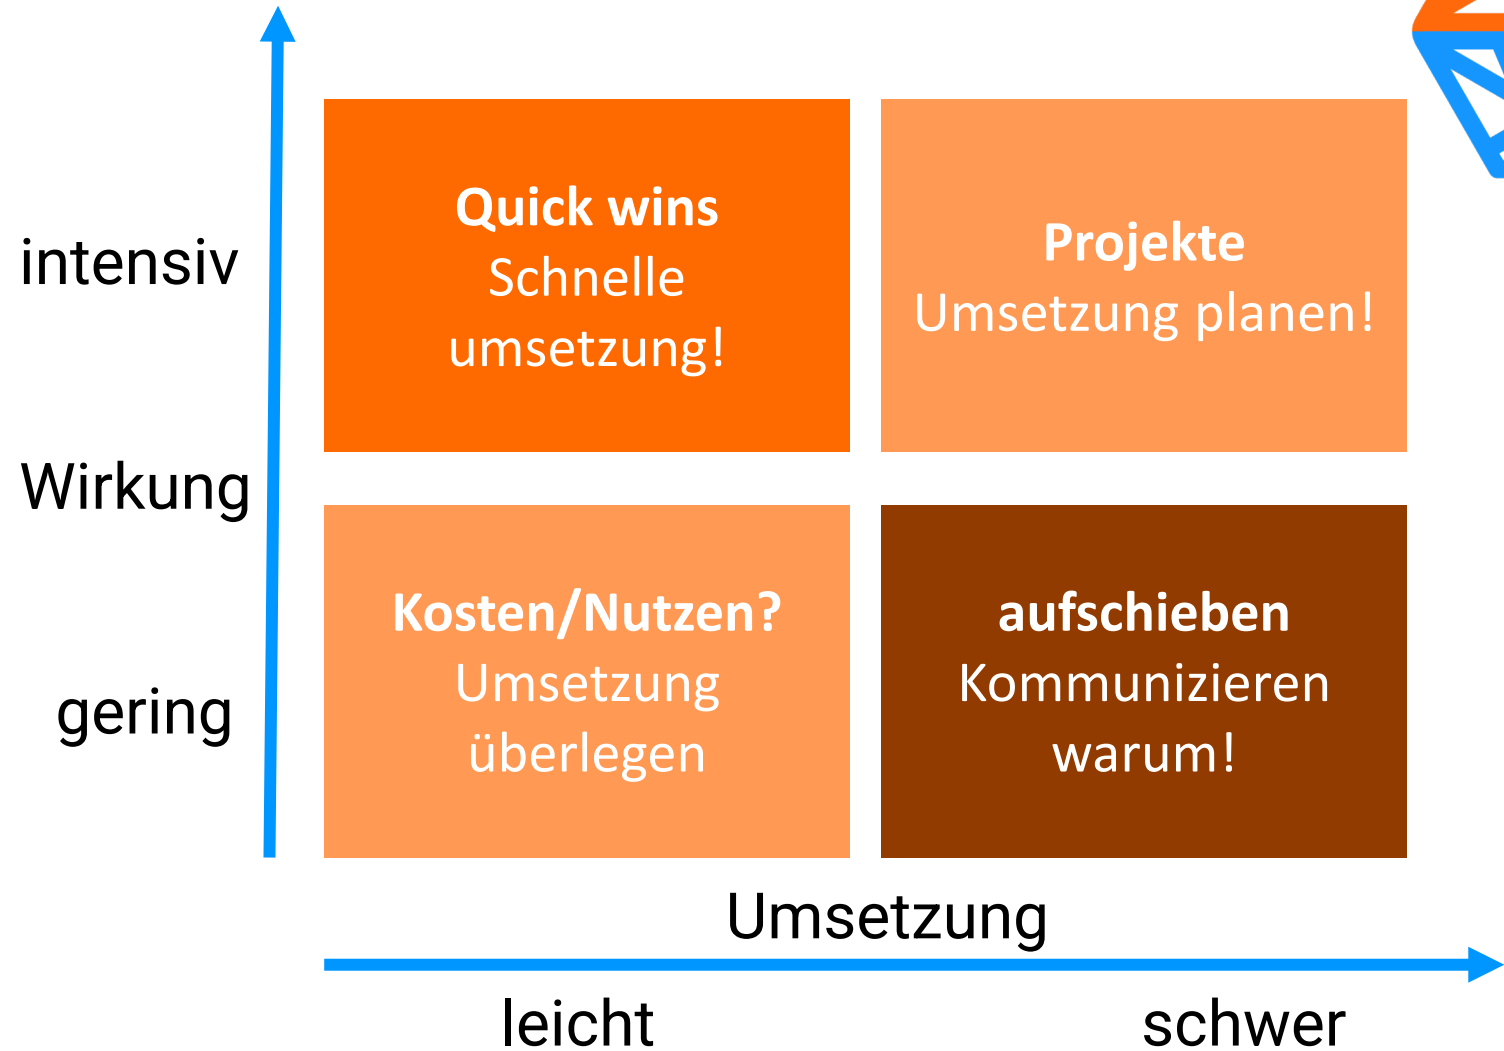 Quick wins
Schnelle
umsetzung!
Projekte
Umsetzung planen!
intensiv
Wirkung
gering
Kosten/Nutzen?
Umsetzung
überlegen
aufschieben
Kommunizieren
warum!
Umsetzung
leicht
schwer